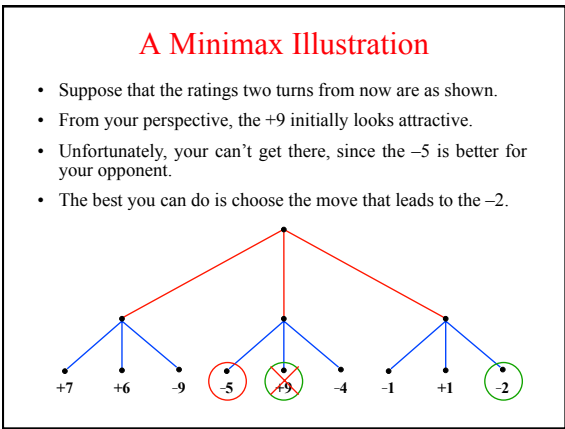 A Minimax Illustration
• Suppose that the ratings two turns from now are as shown.
• From your perspective, the +9 initially looks attractive.
• Unfortunately, your can't get there, since the –5 is better for
your opponent.
• The best you can do is choose the move that leads to the –2.
+7 +6 –9 –5 +9 –4 –1 +1 –2